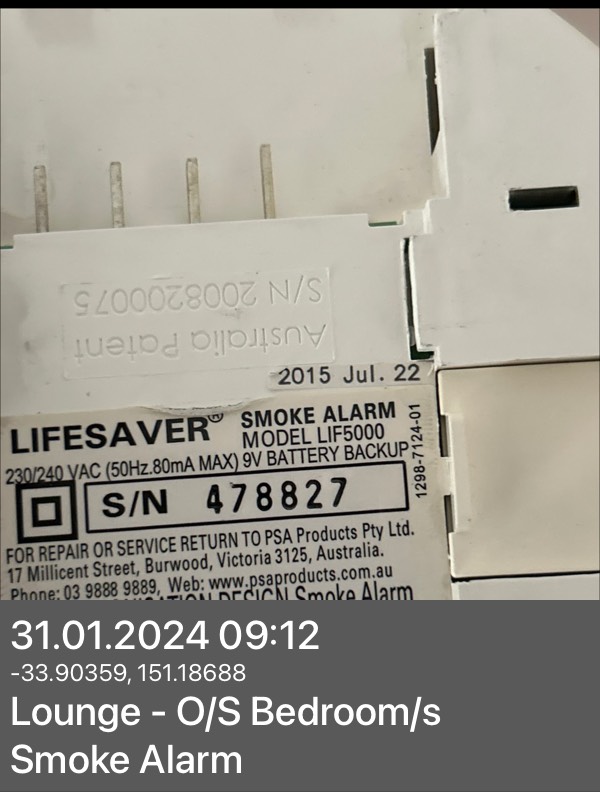 S/N 2008200075
Australia Patent
2015 Jul. 22
LIFESAVER® SMOKE ALARM
MODEL LIF5000
230/240 VAC (50Hz.80mA MAX) 9V BATTERY BACKUP
1298-7124-01
S/N 478827
FOR REPAIR OR SERVICE RETURN TO PSA Products Pty Ltd.
17 Millicent Street, Burwood, Victoria 3125, Australia.
Phone: 03 9888 9889, Web: www.psaproducts.com.au
DESIGN Smoke Alarm
31.01.2024 09:12
-33.90359, 151.18688
Lounge - O/S Bedroom/s
Smoke Alarm